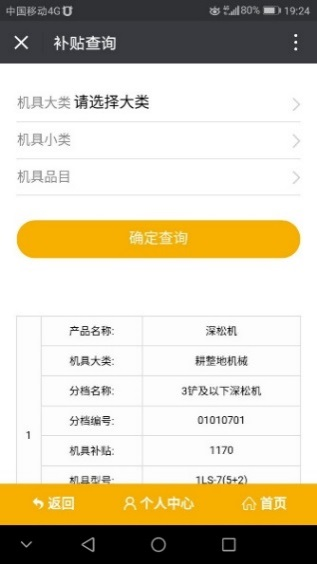 中国移动4G 80% 19:24
补贴查询
机具大类 请选择大类
机具小类
机具品目
确定查询
产品名称: 深松机
机具大类: 耕整地机械
分档名称: 3铲及以下深松机
分档编号: 01010701
1
机具补贴: 1170
机具型号: 1LS-7(5+2)
返回 个人中心 首页